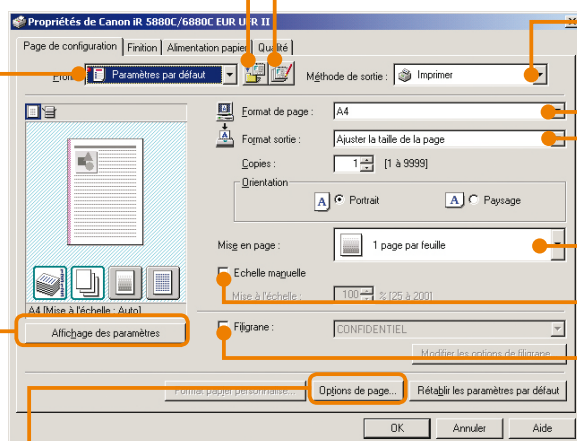 Propriétés de Canon iR 5880C/6880C EUR UFR II
Page de configuration Finition Alimentation papier Qualité
Profil Paramètres par défaut Méthode de sortie : Imprimer
Format de page : A4
Format sortie : Ajuster la taille de la page
Copies : 1 [1 à 9999]
Orientation
A Portrait A Paysage
Mise en page : 1 page par feuille
Echelle manuelle
Mise à l'échelle : 100 % [25 à 200]
A4 [Mise à l'échelle : Auto]
Affichage des paramètres
Filigrane : CONFIDENTIEL
Modifier les options de filigrane
Format papier personnalisé... Options de page... Rétablir les paramètres par défaut
OK Annuler Aide